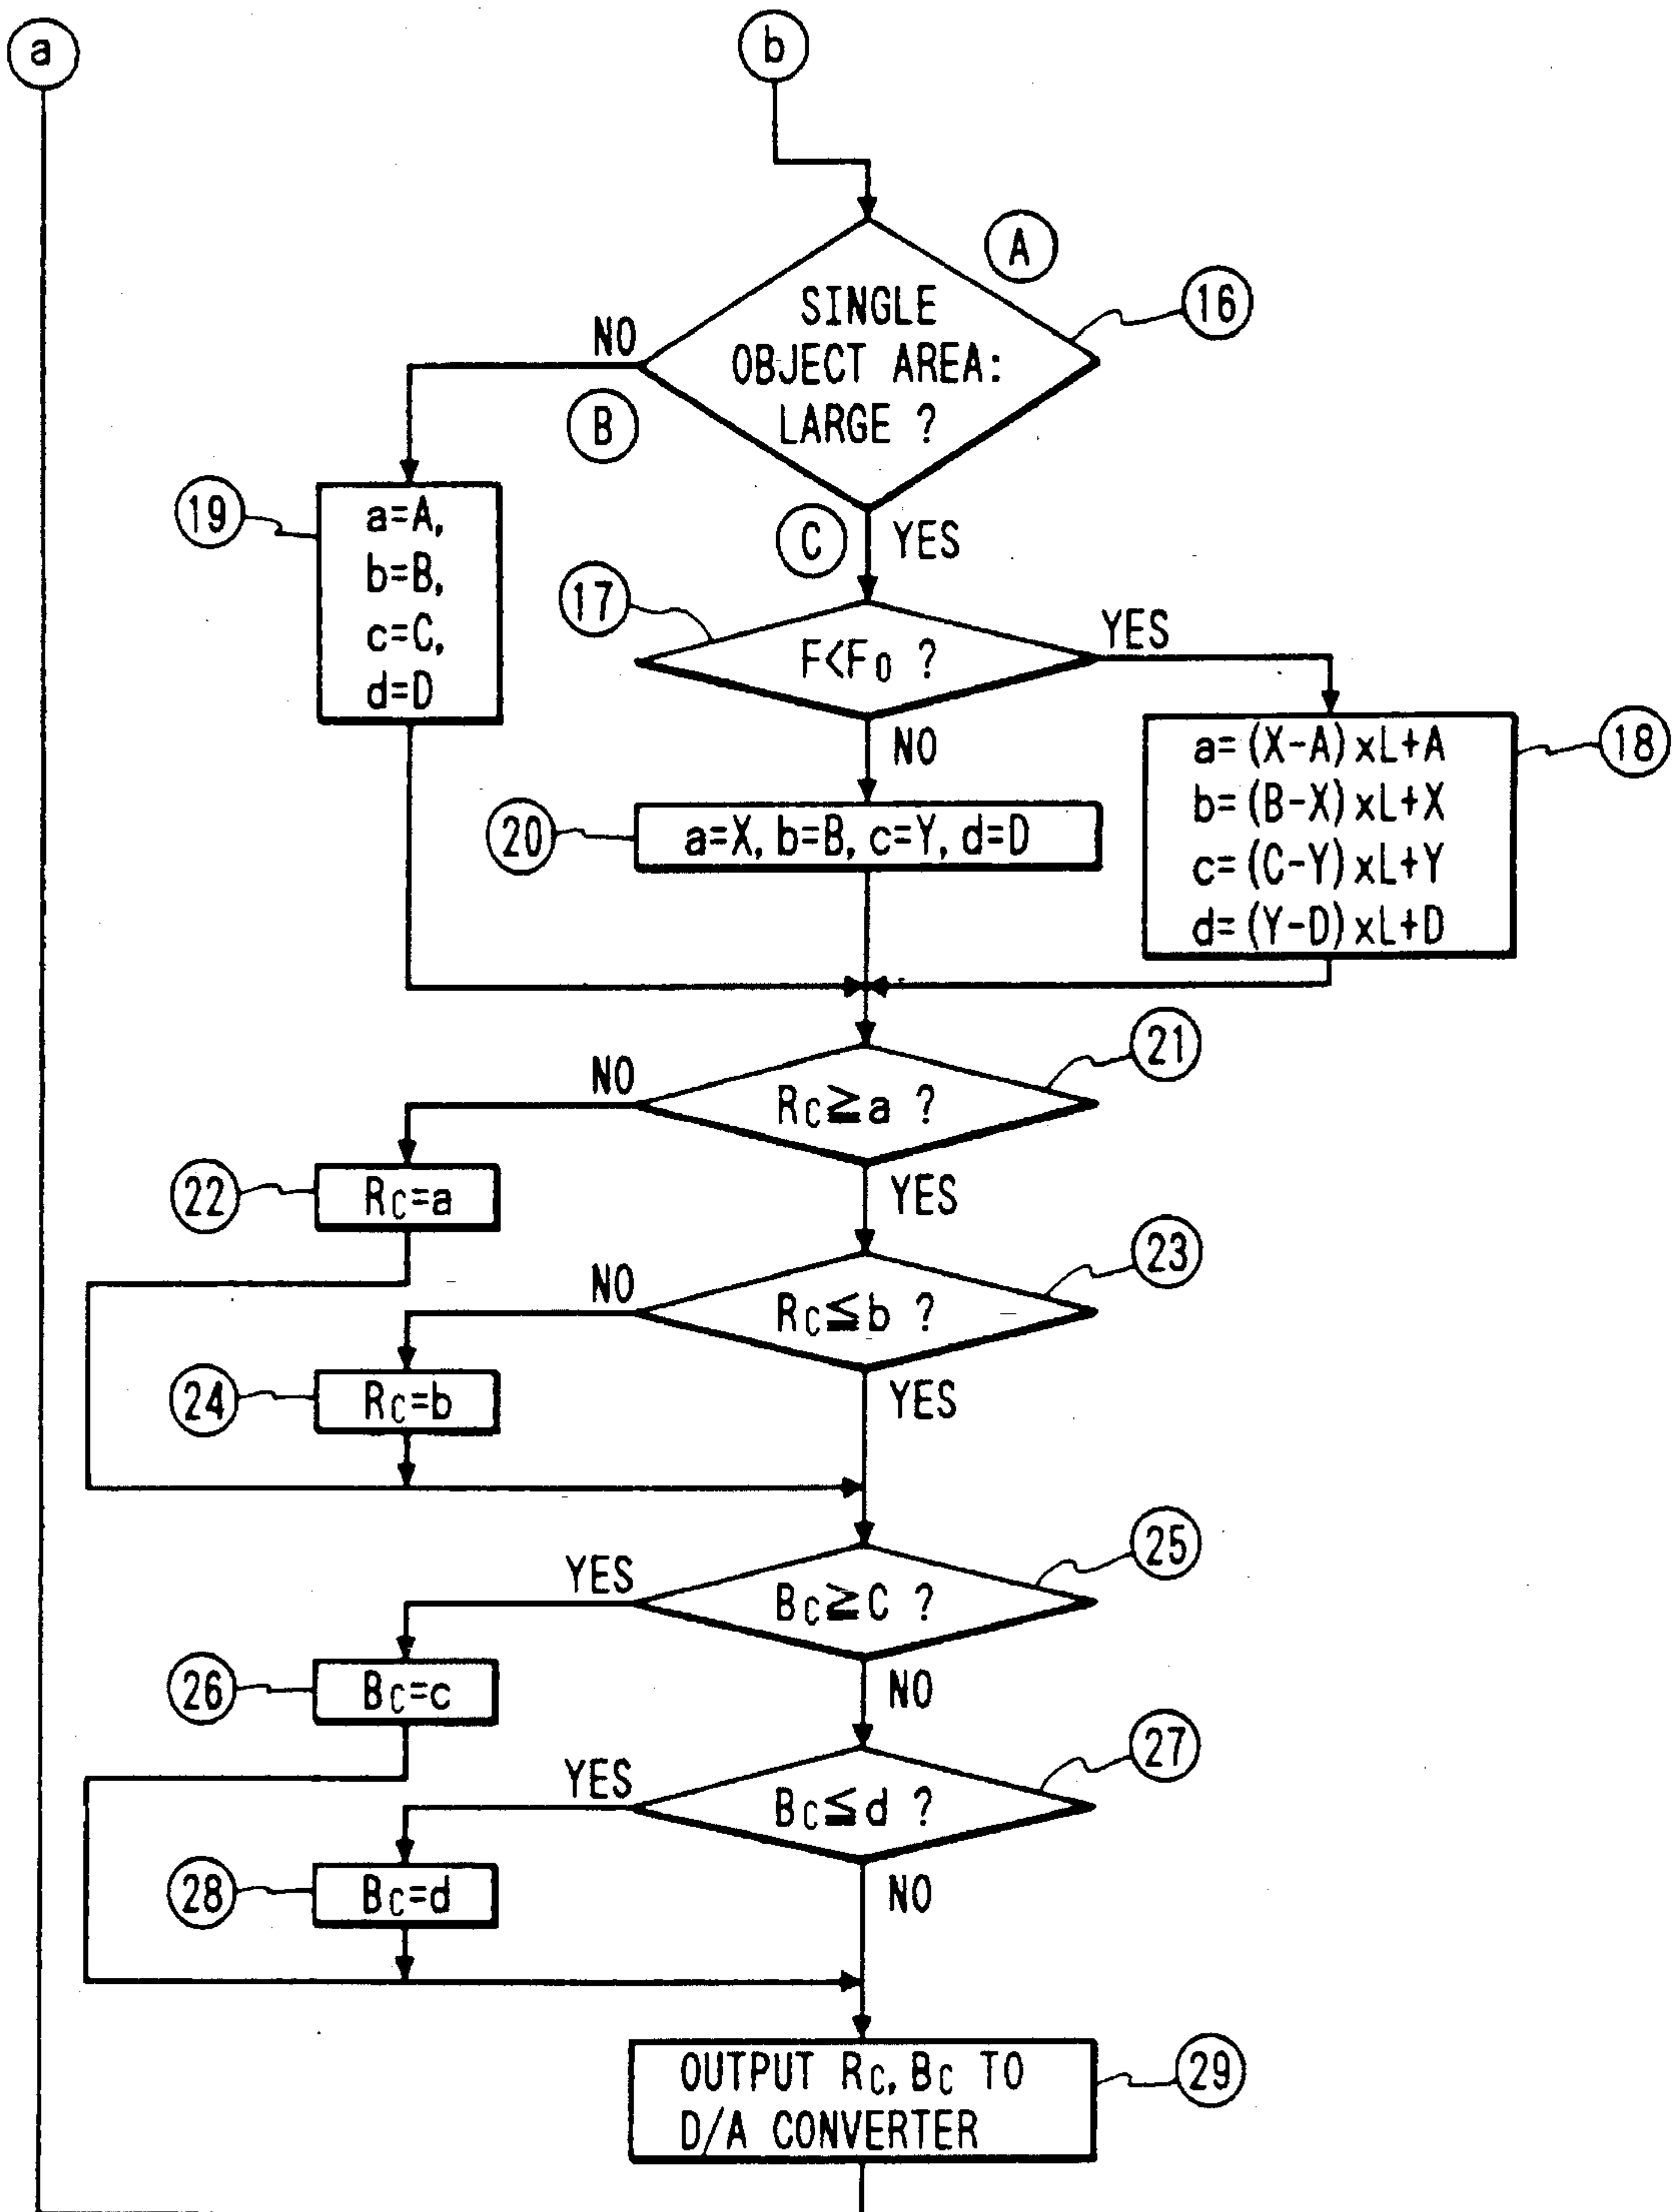 a
b
A
SINGLE
OBJECT AREA:
LARGE ?
16
NO
B
19
a=A,
b=B,
c=C,
d=D
C
YES
17
F<F0 ?
YES
NO
18
a=(X-A)xL+A
b=(B-X)xL+X
c=(C-Y)xL+Y
d=(Y-D)xL+D
20
a=X, b=B, c=Y, d=D
21
NO
RC≧a ?
22
RC=a
YES
23
NO
RC≦b ?
24
RC=b
YES
25
YES
BC≧C ?
26
BC=c
NO
27
YES
BC≦d ?
28
BC=d
NO
29
OUTPUT RC, BC TO
D/A CONVERTER